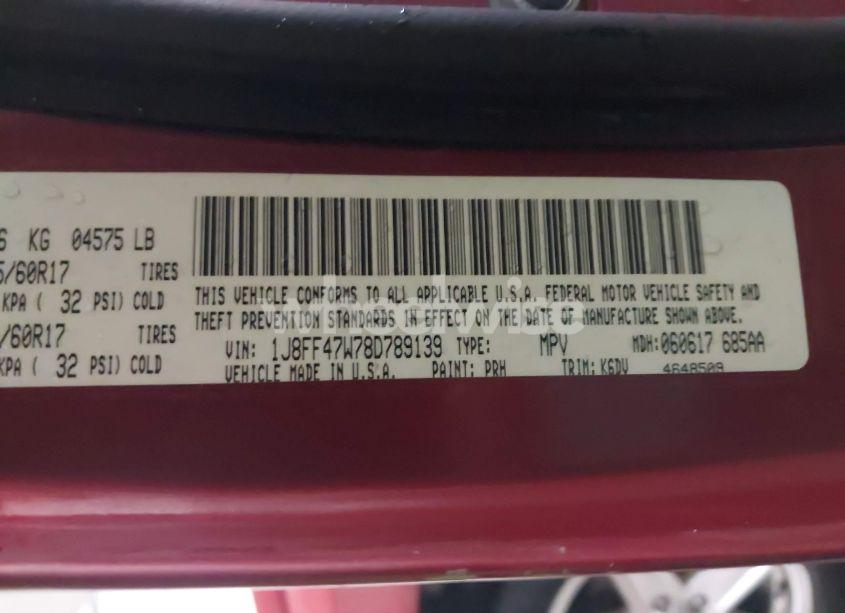 6 KG 04575 LB
5/60R17 TIRES
KPA ( 32 PSI) COLD
/60R17 TIRES
KPA ( 32 PSI) COLD
THIS VEHICLE CONFORMS TO ALL APPLICABLE U.S.A. FEDERAL MOTOR VEHICLE SAFETY AND
THEFT PREVENTION STANDARDS IN EFFECT ON THE DATE OF MANUFACTURE SHOWN ABOVE.
VIN: 1J8FF47W78D789139 TYPE: MPV MDH: 060617 685AA
VEHICLE MADE IN U.S.A. PAINT: PRH TRIM: K6DV 4648509